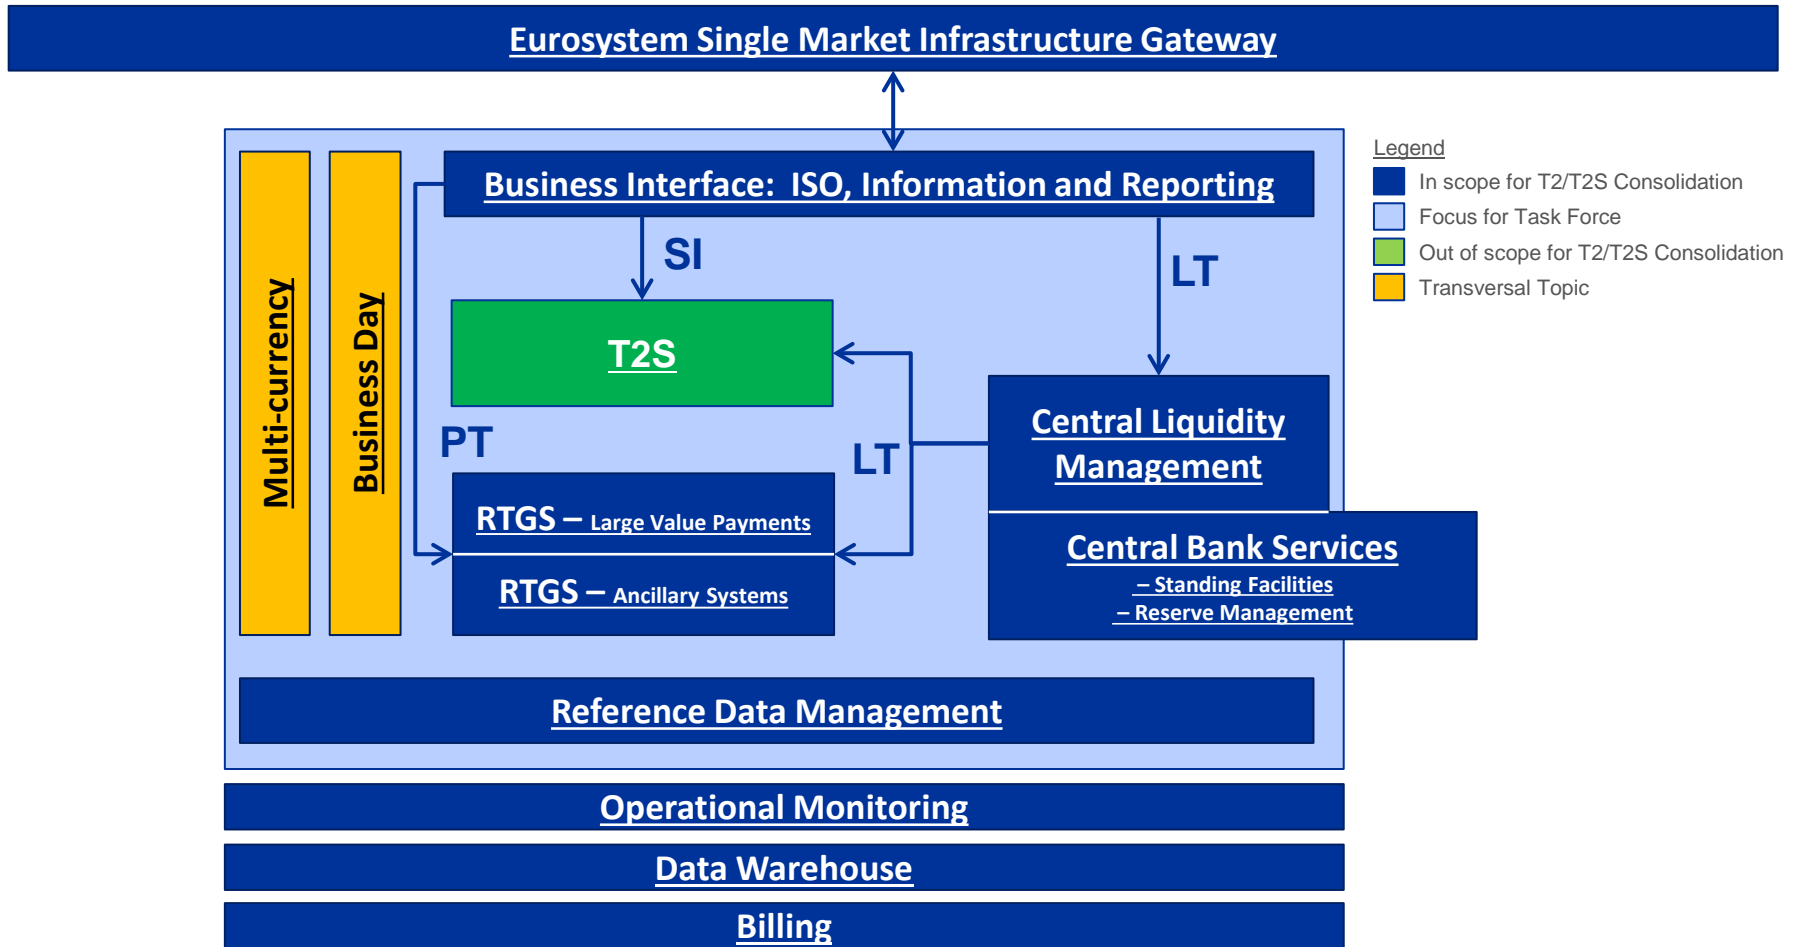 Eurosystem Single Market Infrastructure Gateway
Business Interface:  ISO, Information and Reporting
Legend
In scope for T2/T2S Consolidation
Focus for Task Force
Out of scope for T2/T2S Consolidation
Transversal Topic
Multi-currency
Business Day
SI
LT
T2S
PT
LT
Central Liquidity
Management
RTGS – Large Value Payments
RTGS – Ancillary Systems
Central Bank Services
– Standing Facilities
– Reserve Management
Reference Data Management
Operational Monitoring
Data Warehouse
Billing